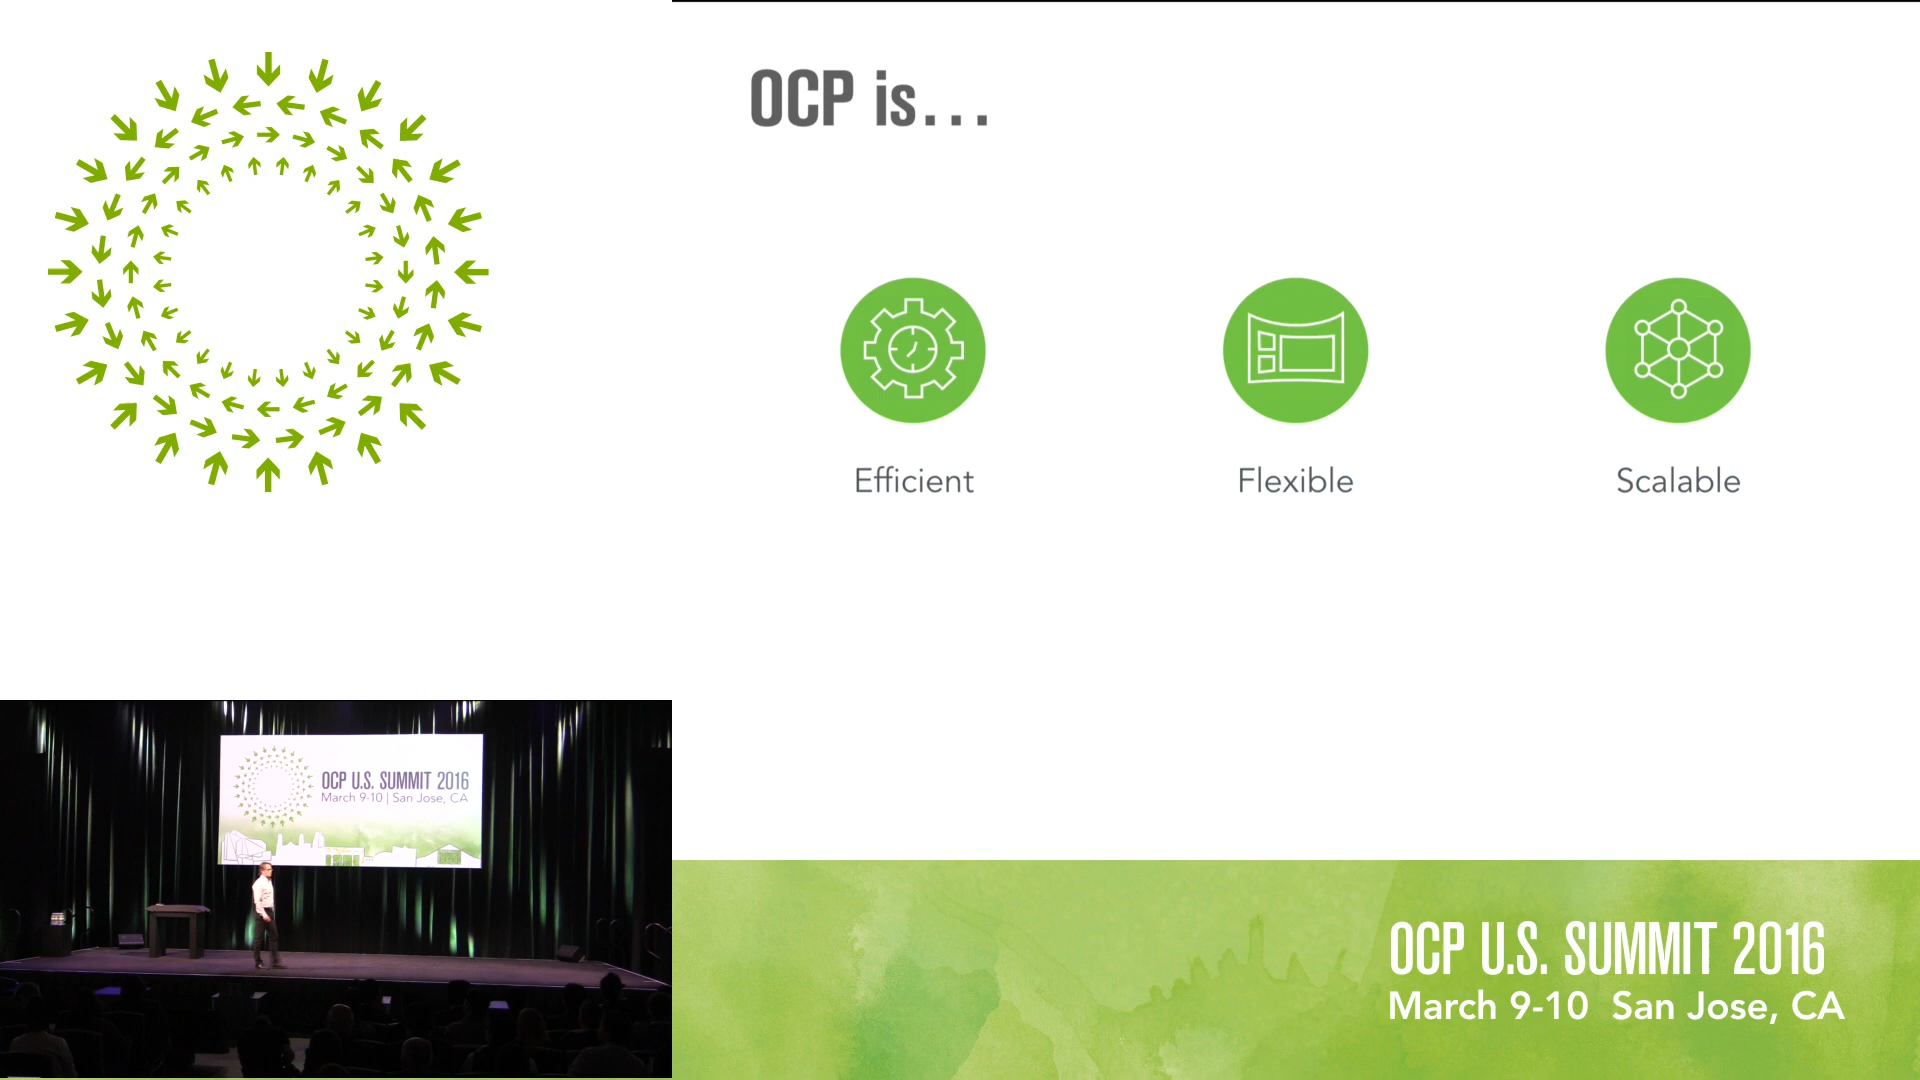 OCP is...
Efficient
Flexible
Scalable
OCP U.S. SUMMIT 2016
March 9-10 | San Jose, CA
OCP U.S. SUMMIT 2016
March 9-10 San Jose, CA